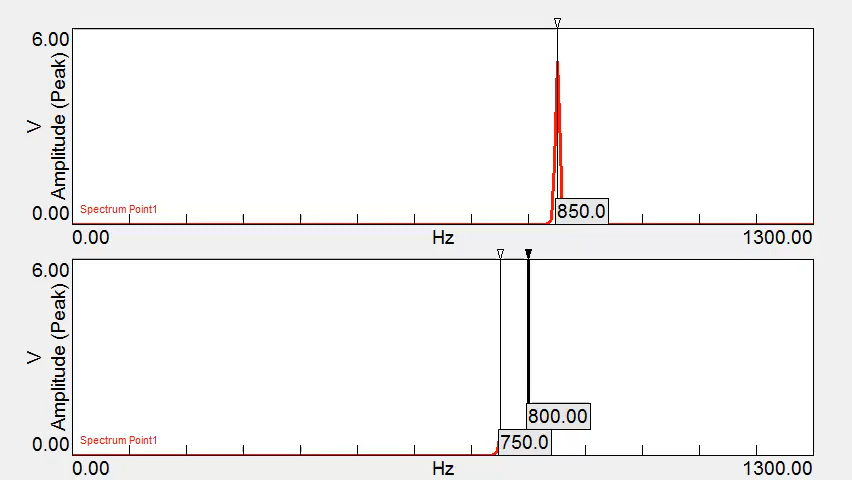 6.00
V
Amplitude (Peak)
Spectrum Point1
850.0
0.00
0.00
Hz
1300.00
6.00
V
Amplitude (Peak)
800.00
Spectrum Point1
750.0
0.00
0.00
Hz
1300.00